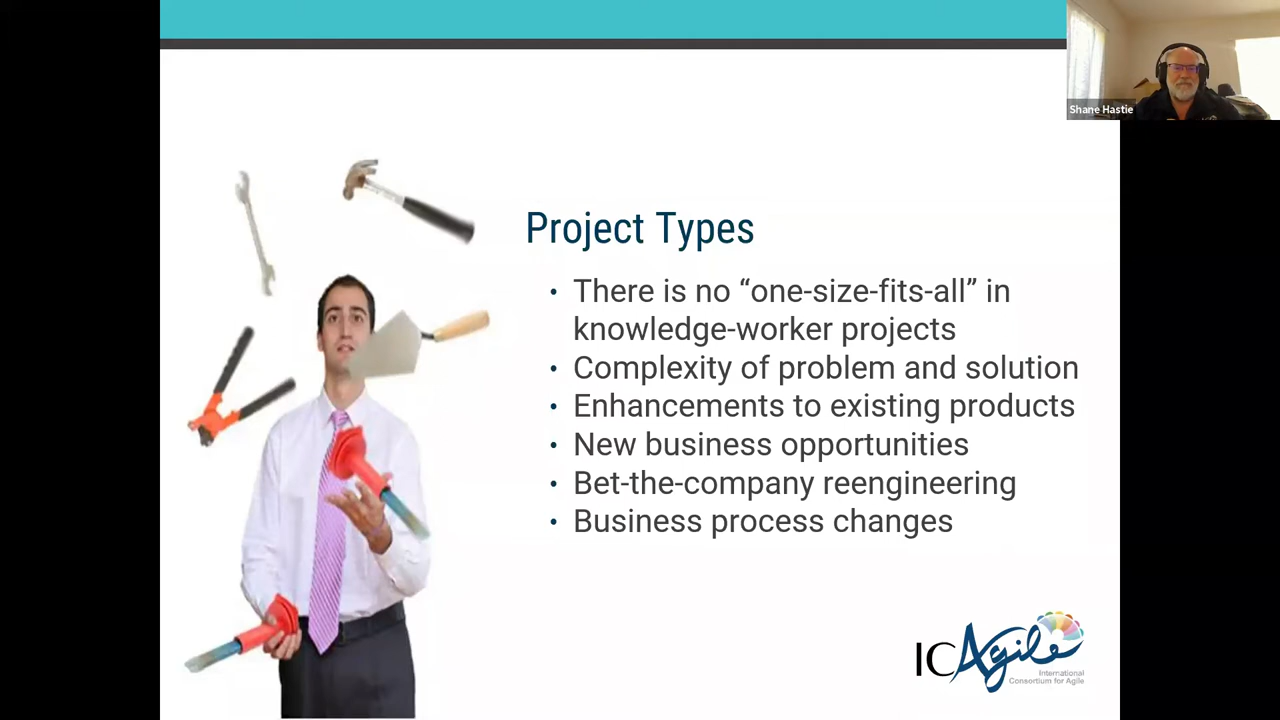 Shane Hastie
Project Types
• There is no “one-size-fits-all” in
knowledge-worker projects
• Complexity of problem and solution
• Enhancements to existing products
• New business opportunities
• Bet-the-company reengineering
• Business process changes
ICAgile
International
Consortium for Agile